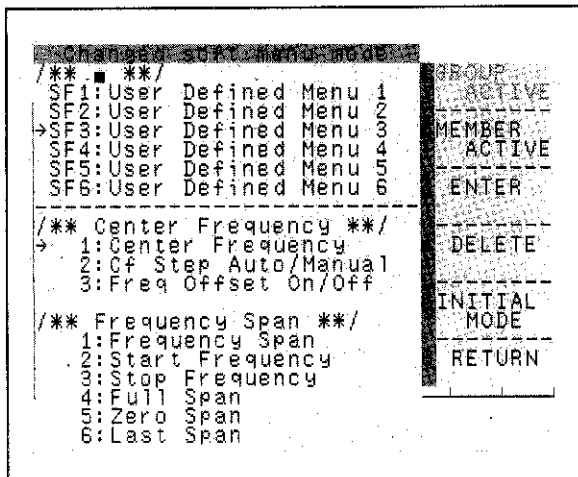 Changed soft menu mode
/** . **/
SF1:User Defined Menu 1
SF2:User Defined Menu 2
→SF3:User Defined Menu 3
SF4:User Defined Menu 4
SF5:User Defined Menu 5
SF6:User Defined Menu 6
/** Center Frequency **/
→ 1:Center Frequency
2:Cf Step Auto/Manual
3:Freq Offset On/Off
/** Frequency Span **/
1:Frequency Span
2:Start Frequency
3:Stop Frequency
4:Full Span
5:Zero Span
6:Last Span
GROUP
ACTIVE
MEMBER
ACTIVE
ENTER
DELETE
INITIAL
MODE
RETURN